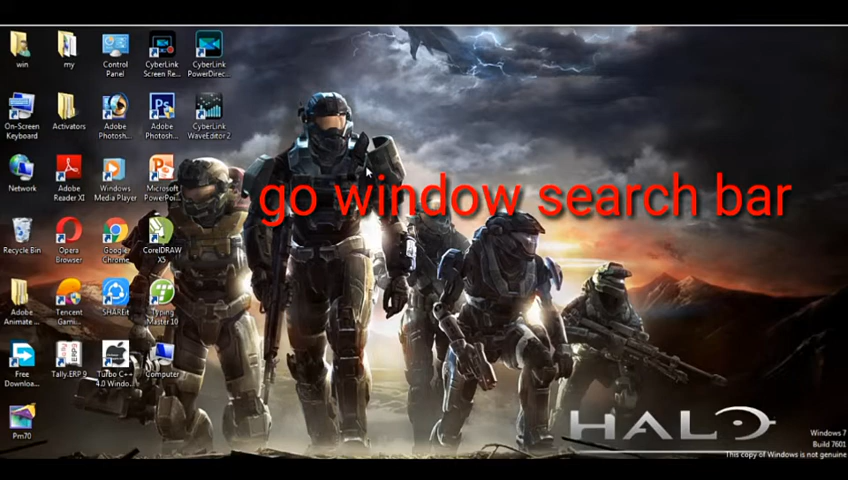 win
my
Control
Panel
CyberLink
Screen Re...
CyberLink
PowerDirec...
On-Screen
Keyboard
Activators
Adobe
Photosh...
Adobe
Photosh...
CyberLink
WaveEditor 2
Network
Adobe
Reader XI
Windows
Media Player
Microsoft
PowerPoi...
go window search bar
Recycle Bin
Opera
Browser
Google
Chrome
CorelDRAW
X5
Adobe
Animate ...
Tencent
Gami...
SHAREit
Typing
Master 10
Free
Downloa...
Tally.ERP 9
Turbo C++
4.0 Windo...
Computer
Pm70
HALO
Windows 7
Build 7601
This copy of Windows is not genuine